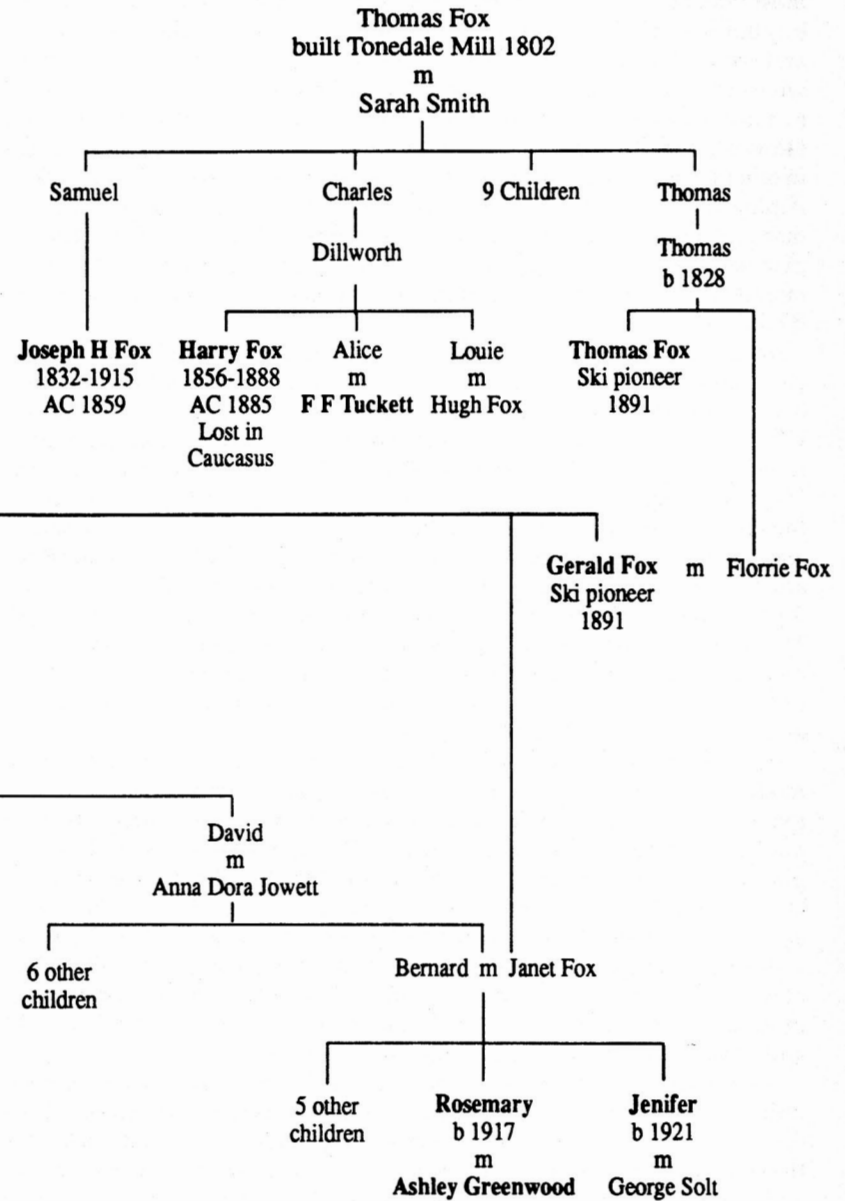 Thomas Fox
built Tonedale Mill 1802
m
Sarah Smith
Samuel
Charles
9 Children
Thomas
Dillworth
Thomas
b 1828
Joseph H Fox
1832-1915
AC 1859
Harry Fox
1856-1888
AC 1885
Lost in
Caucasus
Alice
m
F F Tuckett
Louie
m
Hugh Fox
Thomas Fox
Ski pioneer
1891
Gerald Fox m Florrie Fox
Ski pioneer
1891
David
m
Anna Dora Jowett
6 other
children
Bernard m Janet Fox
5 other
children
Rosemary
b 1917
m
Ashley Greenwood
Jenifer
b 1921
m
George Solt